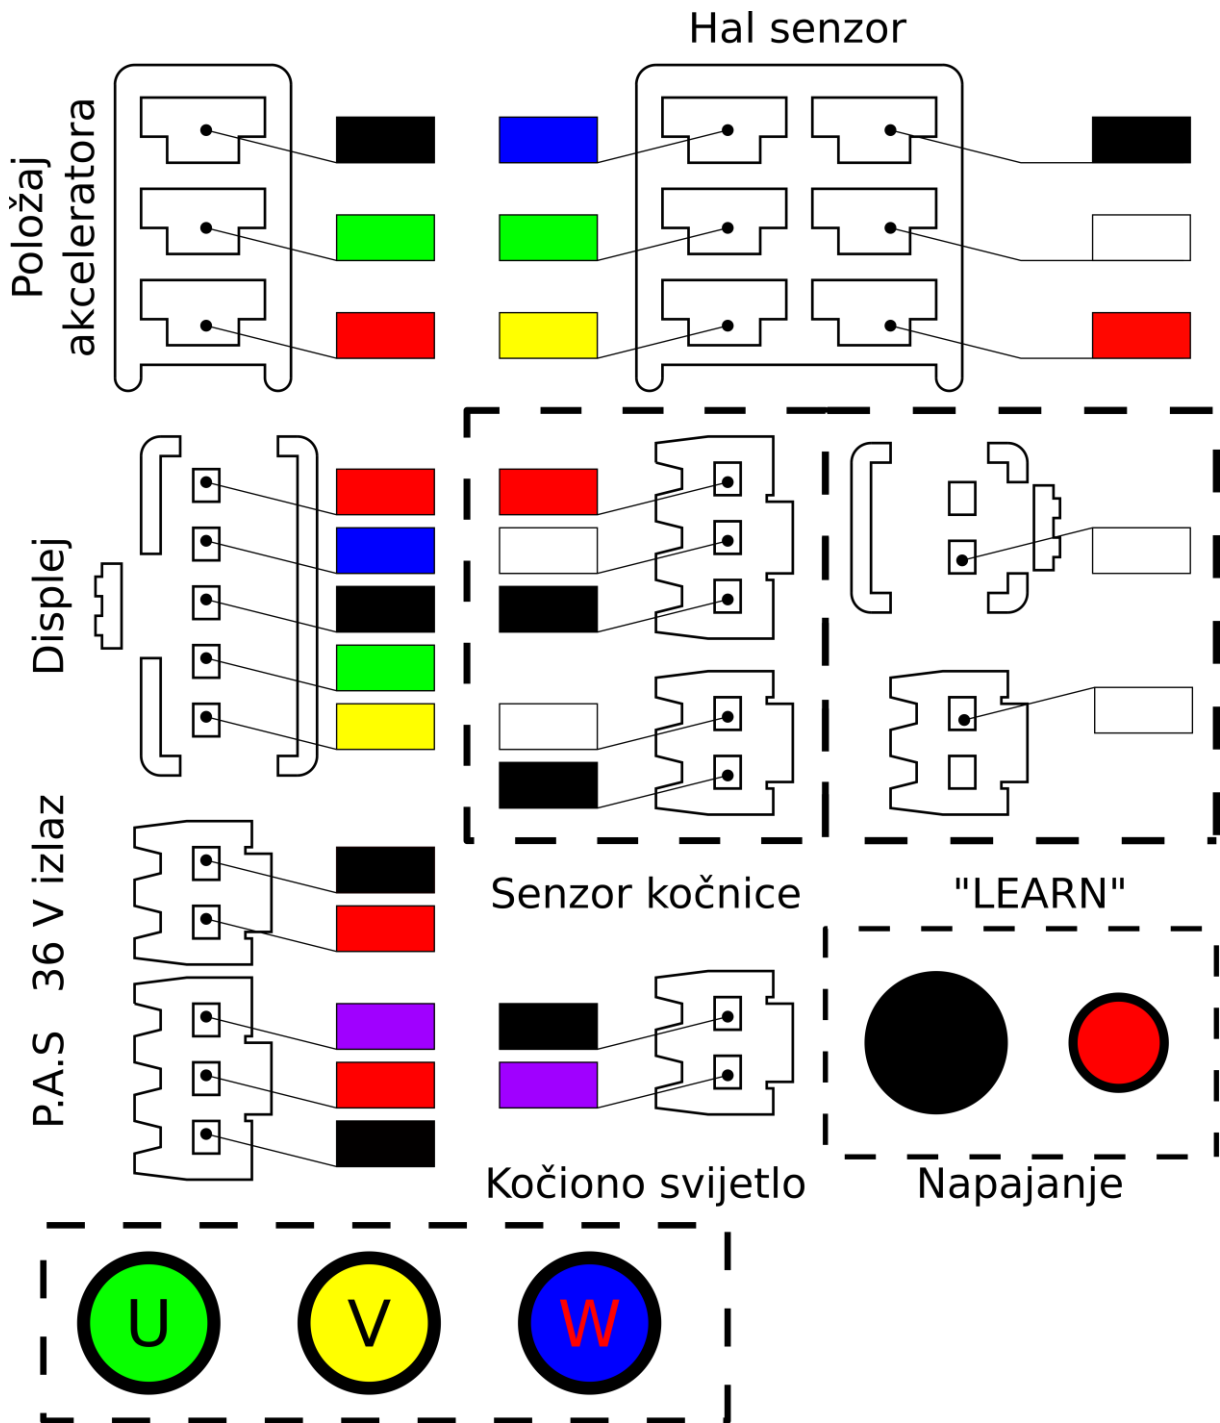 Hal senzor
Položaj
akceleratora
Displej
36 V izlaz
P.A.S
Senzor kočnice
"LEARN"
Kočiono svijetlo
Napajanje
U
V
W